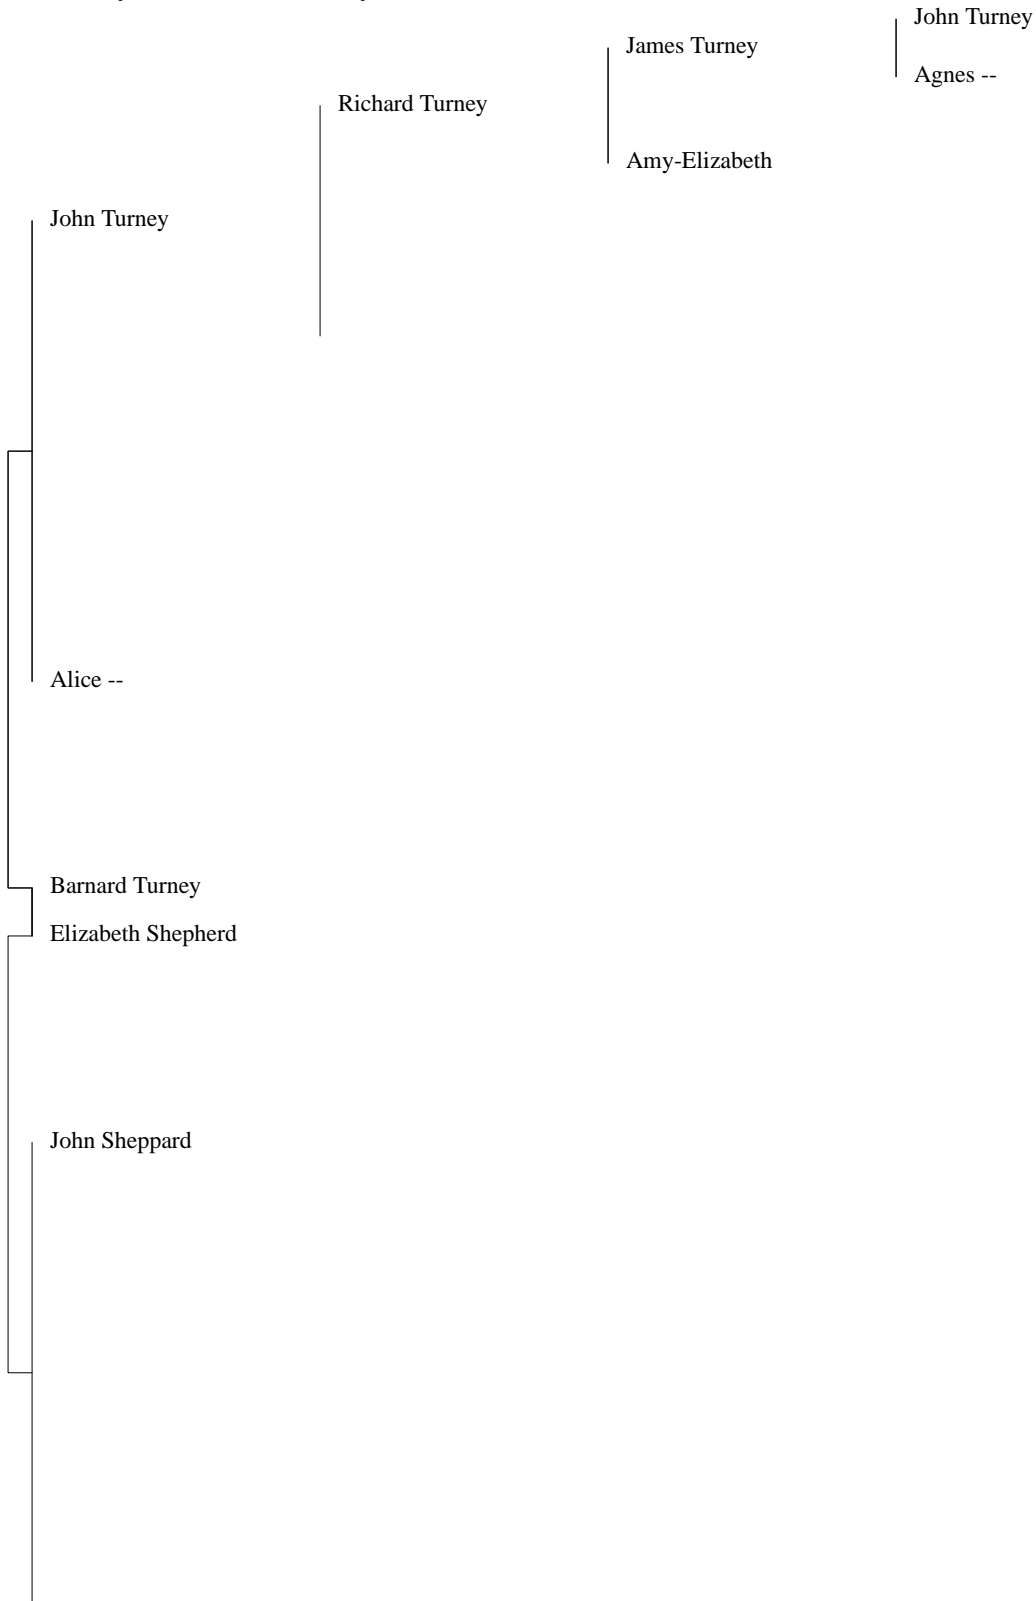 John Turney
James Turney
Agnes --
Richard Turney
Amy-Elizabeth
John Turney
Alice --
Barnard Turney
Elizabeth Shepherd
John Sheppard